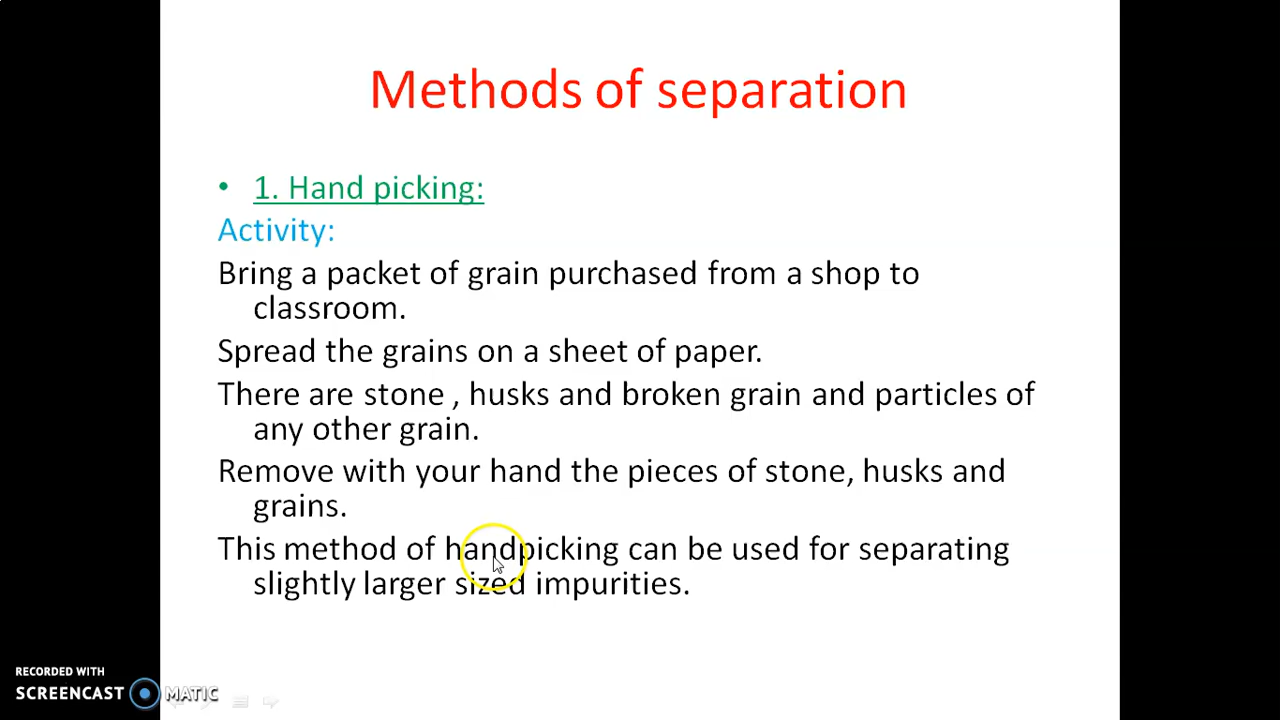 Methods of separation
• 1. Hand picking:
Activity:
Bring a packet of grain purchased from a shop to
classroom.
Spread the grains on a sheet of paper.
There are stone , husks and broken grain and particles of
any other grain.
Remove with your hand the pieces of stone, husks and
grains.
This method of handpicking can be used for separating
slightly larger sized impurities.
RECORDED WITH
SCREENCAST MATIC